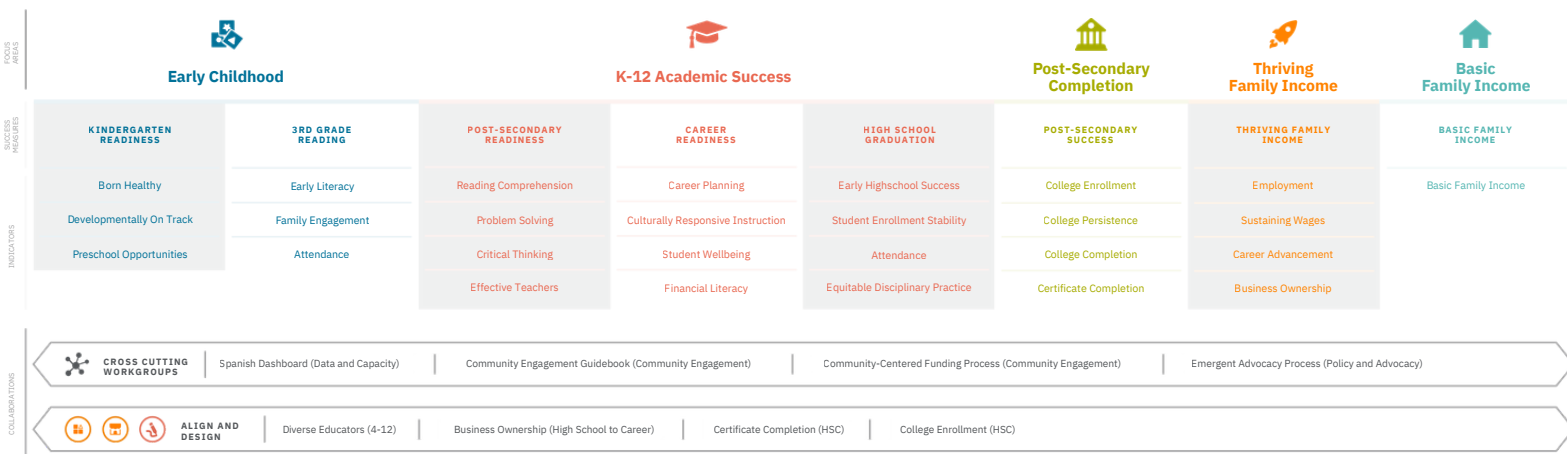 FOCUS
AREAS
Early Childhood
K-12 Academic Success
Post-Secondary
Completion
Thriving
Family Income
Basic
Family Income
SUCCESS
MEASURES
KINDERGARTEN
READINESS
3RD GRADE
READING
POST-SECONDARY
READINESS
CAREER
READINESS
HIGH SCHOOL
GRADUATION
POST-SECONDARY
SUCCESS
THRIVING FAMILY
INCOME
BASIC FAMILY
INCOME
INDICATORS
Born Healthy
Early Literacy
Reading Comprehension
Career Planning
Early Highschool Success
College Enrollment
Employment
Basic Family Income
Developmentally On Track
Family Engagement
Problem Solving
Culturally Responsive Instruction
Student Enrollment Stability
College Persistence
Sustaining Wages
Preschool Opportunities
Attendance
Critical Thinking
Student Wellbeing
Attendance
College Completion
Career Advancement
Effective Teachers
Financial Literacy
Equitable Disciplinary Practice
Certificate Completion
Business Ownership
COLLABORATIONS
CROSS CUTTING
WORKGROUPS
Spanish Dashboard (Data and Capacity)
Community Engagement Guidebook (Community Engagement)
Community-Centered Funding Process (Community Engagement)
Emergent Advocacy Process (Policy and Advocacy)
ALIGN AND
DESIGN
Diverse Educators (4-12)
Business Ownership (High School to Career)
Certificate Completion (HSC)
College Enrollment (HSC)